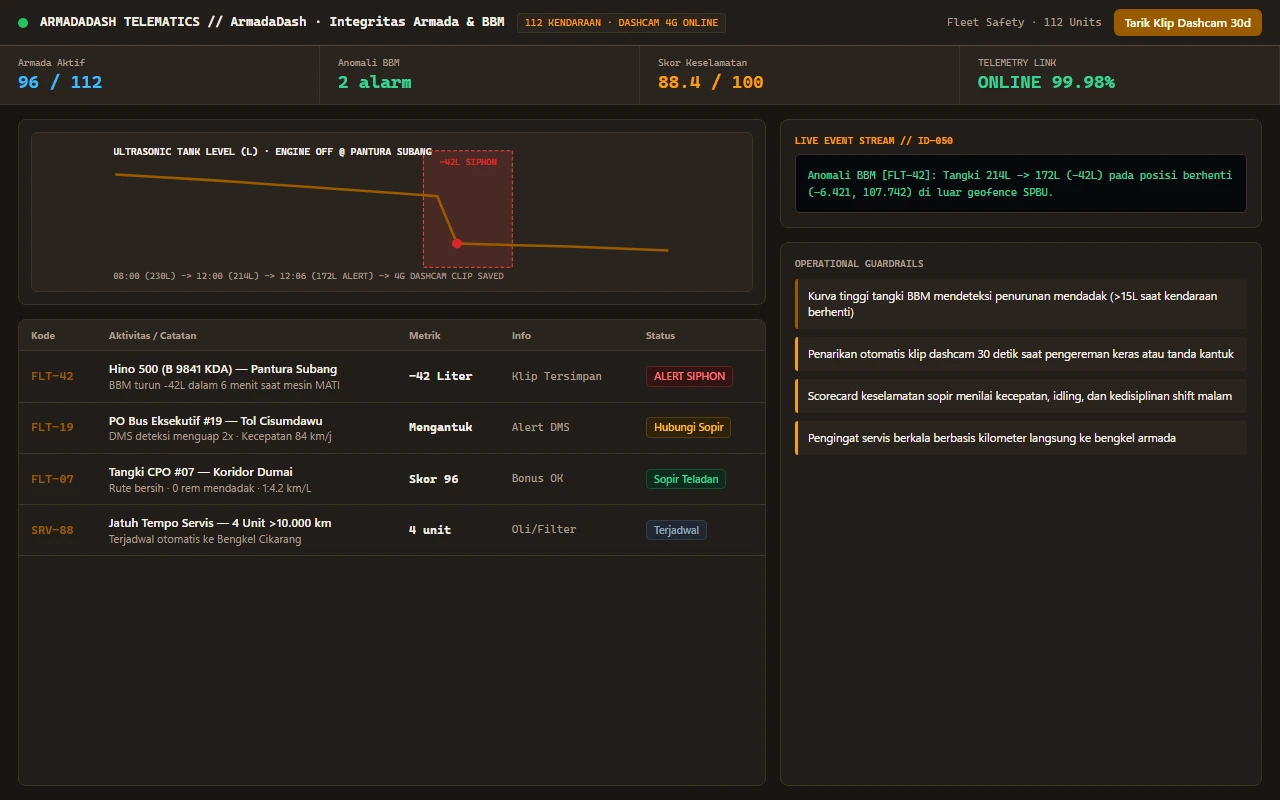 ARMADADASH TELEMATICS // ArmadaDash · Integritas Armada & BBM
112 KENDARAAN · DASHCAM 4G ONLINE
Fleet Safety · 112 Units
Tarik Klip Dashcam 30d
Armada Aktif
96 / 112
Anomali BBM
2 alarm
Skor Keselamatan
88.4 / 100
TELEMETRY LINK
ONLINE 99.98%
ULTRASONIC TANK LEVEL (L) · ENGINE OFF @ PANTURA SUBANG
−42L SIPHON
08:00 (230L) −> 12:00 (214L) −> 12:06 (172L ALERT) −> 4G DASHCAM CLIP SAVED
Kode Aktivitas / Catatan Metrik Info Status
FLT−42 Hino 500 (B 9841 KDA) — Pantura Subang −42 Liter Klip Tersimpan ALERT SIPHON
BBM turun -42L dalam 6 menit saat mesin MATI
FLT−19 PO Bus Eksekutif #19 — Tol Cisumdawu Mengantuk Alert DMS Hubungi Sopir
DMS deteksi menguap 2x · Kecepatan 84 km/j
FLT−07 Tangki CPO #07 — Koridor Dumai Skor 96 Bonus OK Sopir Teladan
Rute bersih · 0 rem mendadak · 1:4.2 km/L
SRV−88 Jatuh Tempo Servis — 4 Unit >10.000 km 4 unit Oli/Filter Terjadwal
Terjadwal otomatis ke Bengkel Cikarang
LIVE EVENT STREAM // ID−050
Anomali BBM [FLT−42]: Tangki 214L −> 172L (−42L) pada posisi berhenti
(−6.421, 107.742) di luar geofence SPBU.
OPERATIONAL GUARDRAILS
Kurva tinggi tangki BBM mendeteksi penurunan mendadak (>15L saat kendaraan
berhenti)
Penarikan otomatis klip dashcam 30 detik saat pengereman keras atau tanda kantuk
Scorecard keselamatan sopir menilai kecepatan, idling, dan kedisiplinan shift malam
Pengingat servis berkala berbasis kilometer langsung ke bengkel armada